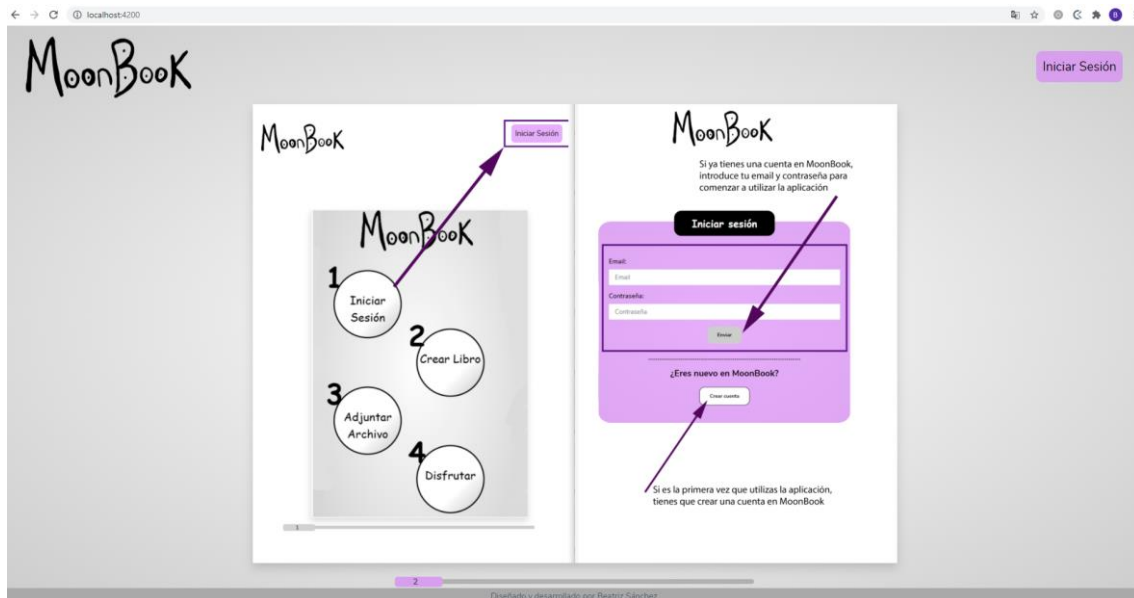 localhost:4200
B
MoonBook
Iniciar Sesión
MoonBook
Iniciar Sesión
MoonBook
1
Iniciar
Sesión
2
Crear Libro
3
Adjuntar
Archivo
4
Disfrutar
1
MoonBook
Si ya tienes una cuenta en MoonBook,
introduce tu email y contraseña para
comenzar a utilizar la aplicación
Iniciar sesión
Email:
Email
Contraseña:
Contraseña
Enviar
¿Eres nuevo en MoonBook?
Crear cuenta
Si es la primera vez que utilizas la aplicación,
tienes que crear una cuenta en MoonBook
2
Diseñado y desarrollado por Beatriz Sánchez